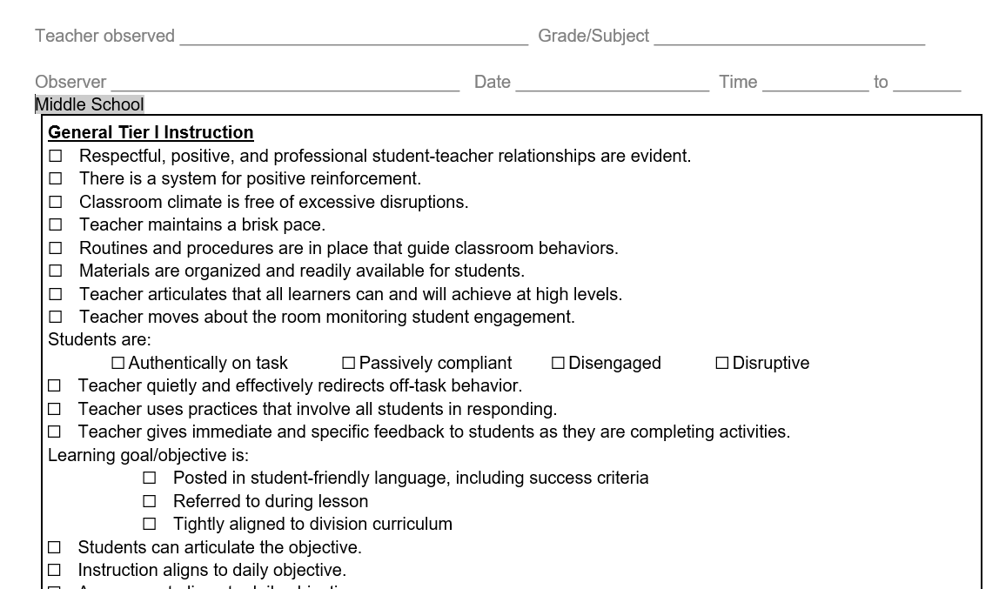 Teacher observed ________________ Grade/Subject ________________
Observer ________________ Date ________________ Time ________ to ________
Middle School
General Tier I Instruction
☐ Respectful, positive, and professional student-teacher relationships are evident.
☐ There is a system for positive reinforcement.
☐ Classroom climate is free of excessive disruptions.
☐ Teacher maintains a brisk pace.
☐ Routines and procedures are in place that guide classroom behaviors.
☐ Materials are organized and readily available for students.
☐ Teacher articulates that all learners can and will achieve at high levels.
☐ Teacher moves about the room monitoring student engagement.
Students are:
☐ Authentically on task ☐ Passively compliant ☐ Disengaged ☐ Disruptive
☐ Teacher quietly and effectively redirects off-task behavior.
☐ Teacher uses practices that involve all students in responding.
☐ Teacher gives immediate and specific feedback to students as they are completing activities.
Learning goal/objective is:
☐ Posted in student-friendly language, including success criteria
☐ Referred to during lesson
☐ Tightly aligned to division curriculum
☐ Students can articulate the objective.
☐ Instruction aligns to daily objective.